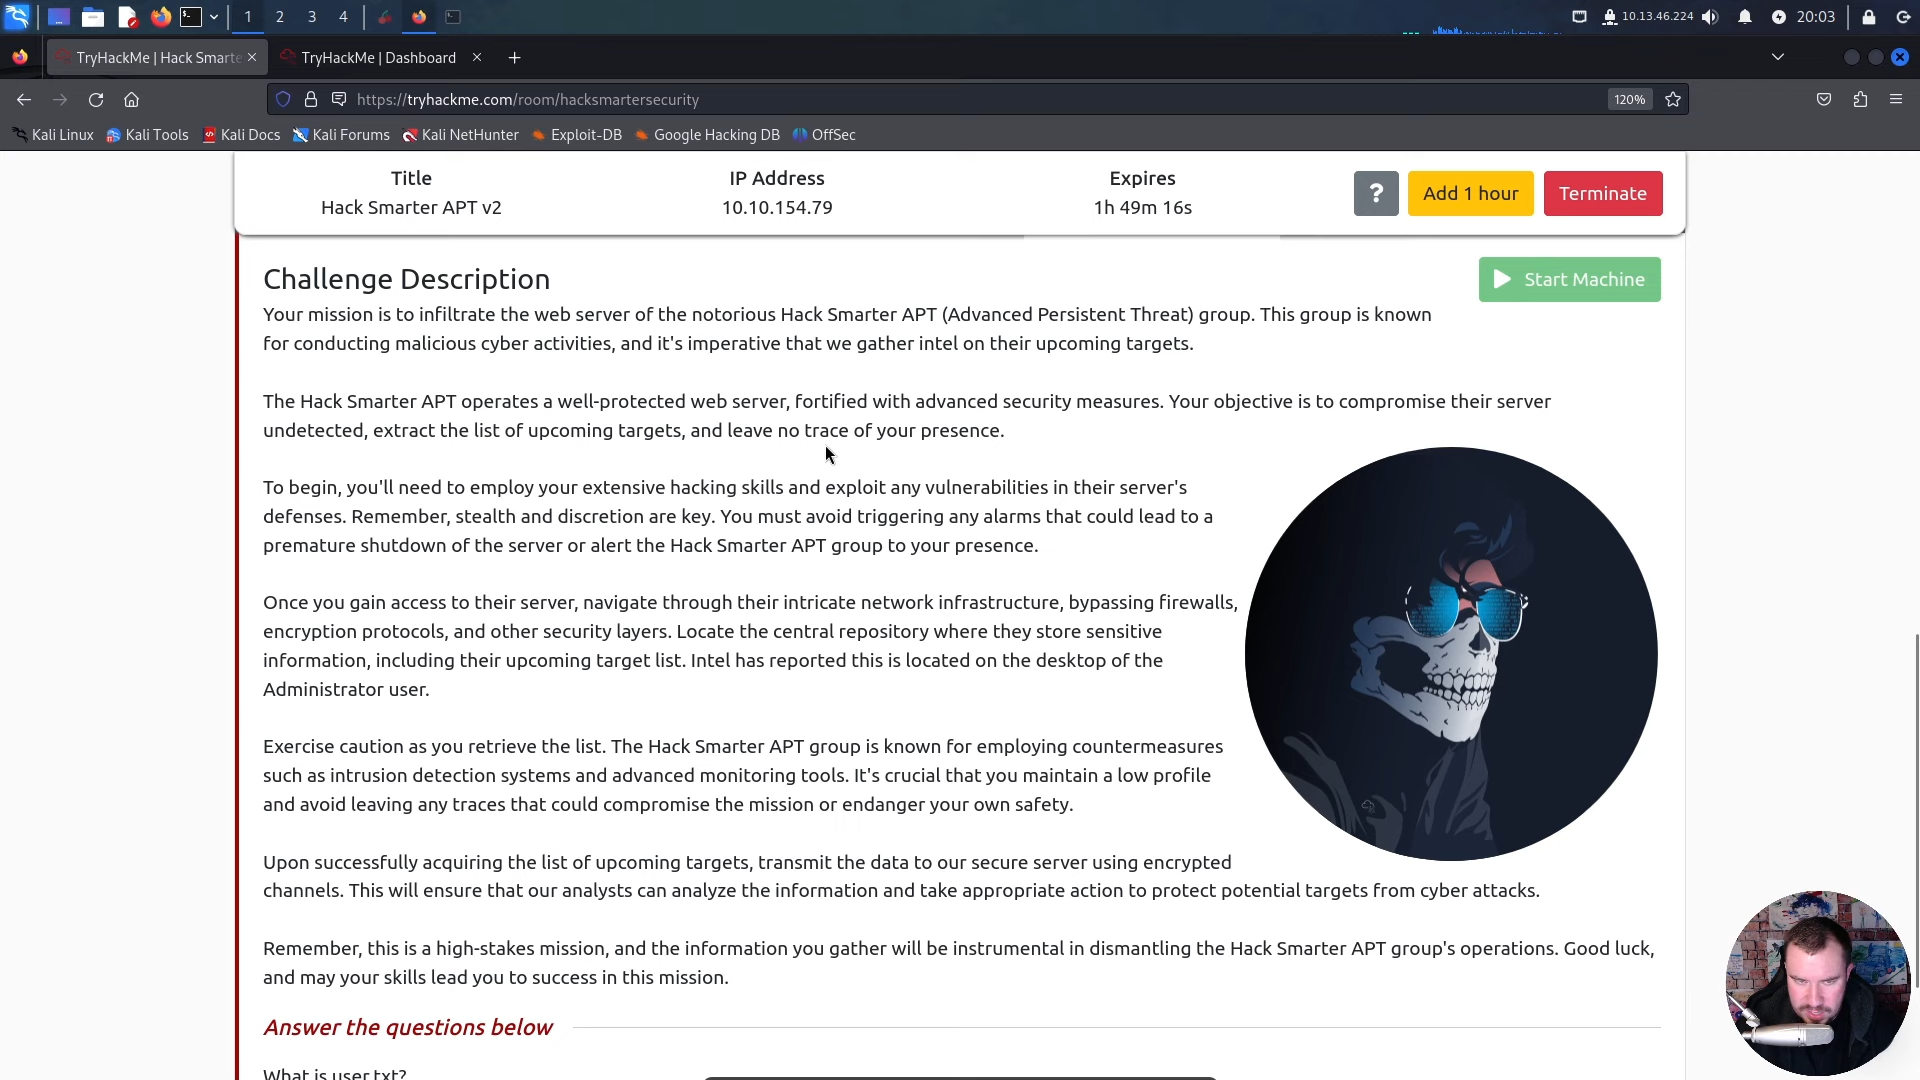 1 2 3 4 10.13.46.224 20:03
TryHackMe | Hack Smarte TryHackMe | Dashboard
https://tryhackme.com/room/hacksmartersecurity 120%
Kali Linux Kali Tools Kali Docs Kali Forums Kali NetHunter Exploit-DB Google Hacking DB OffSec
Title IP Address Expires
Hack Smarter APT v2 10.10.154.79 1h 49m 16s ? Add 1 hour Terminate
Challenge Description Start Machine
Your mission is to infiltrate the web server of the notorious Hack Smarter APT (Advanced Persistent Threat) group. This group is known
for conducting malicious cyber activities, and it's imperative that we gather intel on their upcoming targets.
The Hack Smarter APT operates a well-protected web server, fortified with advanced security measures. Your objective is to compromise their server
undetected, extract the list of upcoming targets, and leave no trace of your presence.
To begin, you'll need to employ your extensive hacking skills and exploit any vulnerabilities in their server's
defenses. Remember, stealth and discretion are key. You must avoid triggering any alarms that could lead to a
premature shutdown of the server or alert the Hack Smarter APT group to your presence.
Once you gain access to their server, navigate through their intricate network infrastructure, bypassing firewalls,
encryption protocols, and other security layers. Locate the central repository where they store sensitive
information, including their upcoming target list. Intel has reported this is located on the desktop of the
Administrator user.
Exercise caution as you retrieve the list. The Hack Smarter APT group is known for employing countermeasures
such as intrusion detection systems and advanced monitoring tools. It's crucial that you maintain a low profile
and avoid leaving any traces that could compromise the mission or endanger your own safety.
Upon successfully acquiring the list of upcoming targets, transmit the data to our secure server using encrypted
channels. This will ensure that our analysts can analyze the information and take appropriate action to protect potential targets from cyber attacks.
Remember, this is a high-stakes mission, and the information you gather will be instrumental in dismantling the Hack Smarter APT group's operations. Good luck,
and may your skills lead you to success in this mission.
Answer the questions below
What is user.txt?